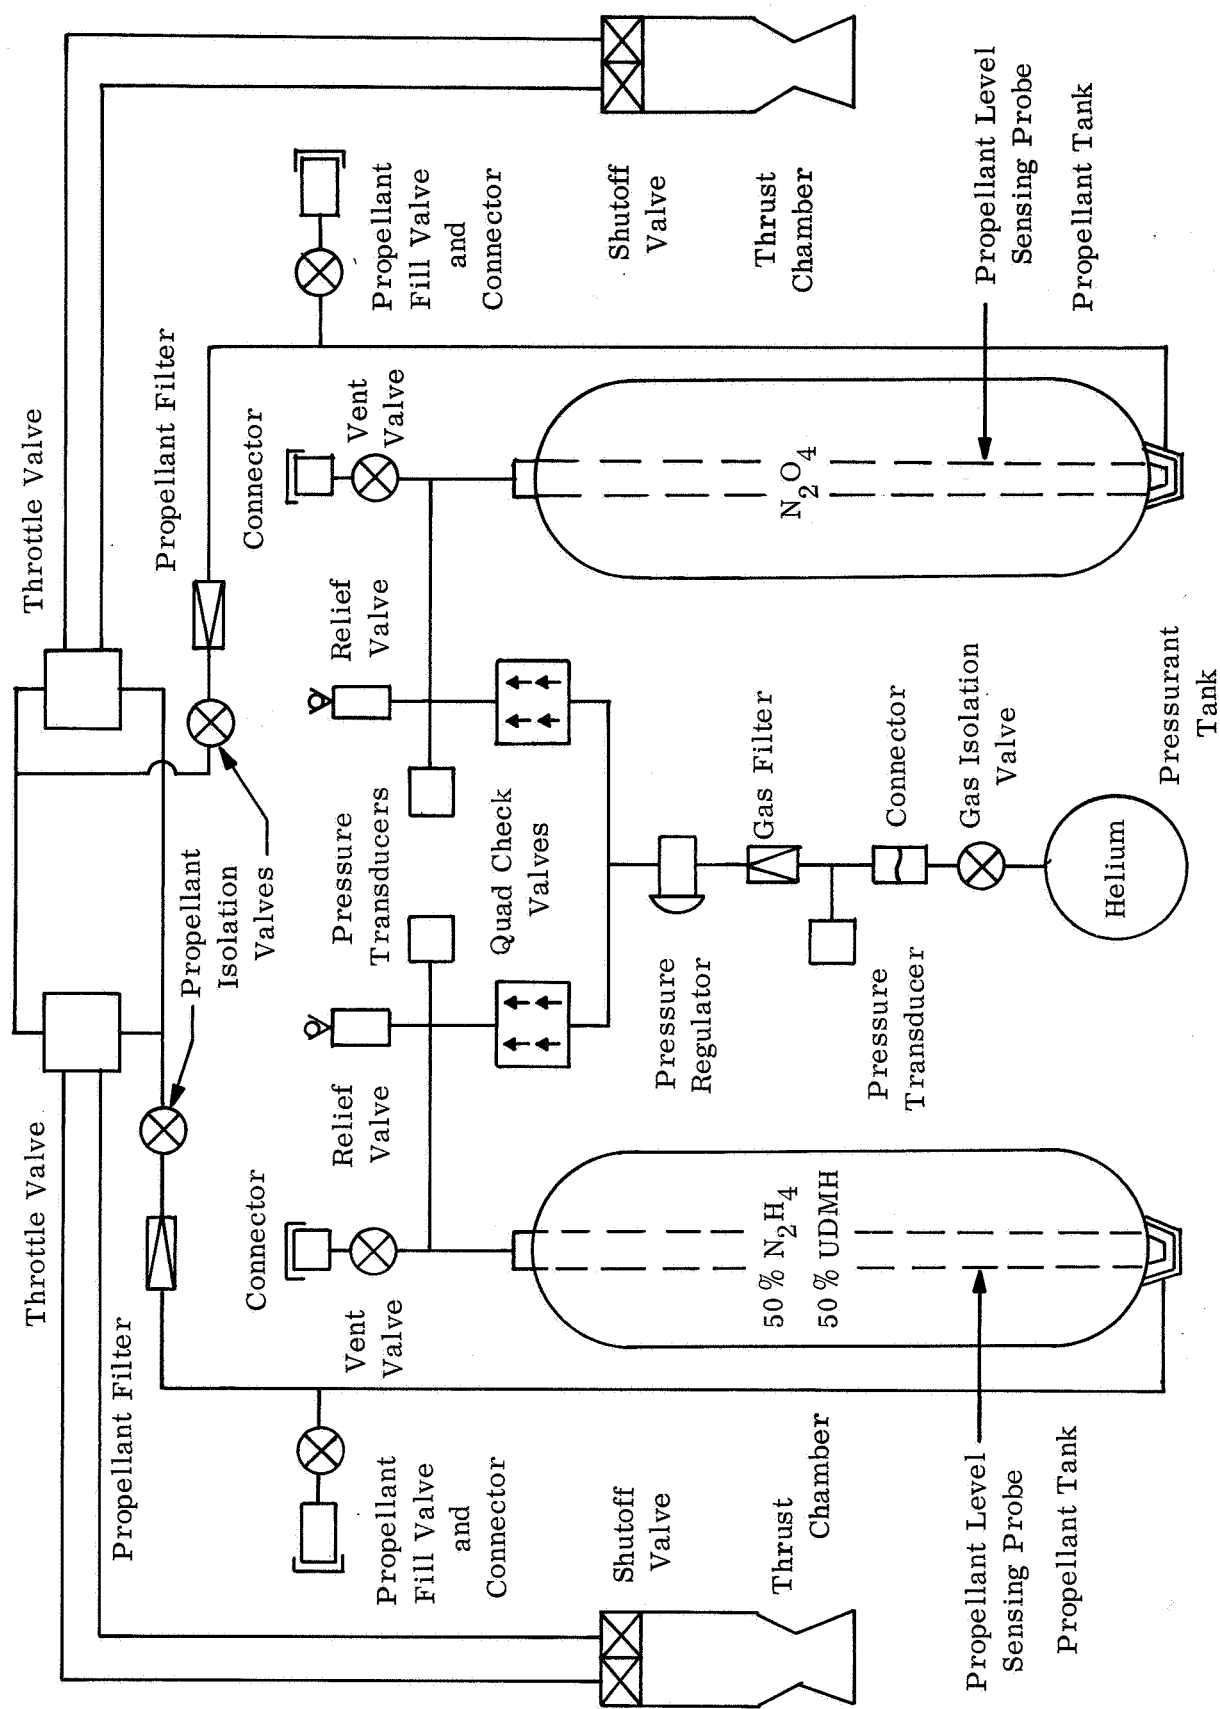 Throttle Valve
Throttle Valve
Propellant Filter
Propellant Filter
Propellant
Isolation
Valves
Connector
Connector
Vent
Valve
Relief
Valve
Pressure
Transducers
Relief
Valve
Vent
Valve
Propellant
Fill Valve
and
Connector
Quad Check
Valves
Propellant
Fill Valve
and
Connector
Shutoff
Valve
Pressure
Regulator
Gas Filter
Shutoff
Valve
Thrust
Chamber
50% N₂H₄
50% UDMH
N₂O₄
Thrust
Chamber
Pressure
Transducer
Connector
Gas Isolation
Valve
Propellant Level
Sensing Probe
Propellant Tank
Propellant Level
Sensing Probe
Propellant Tank
Helium
Pressurant
Tank